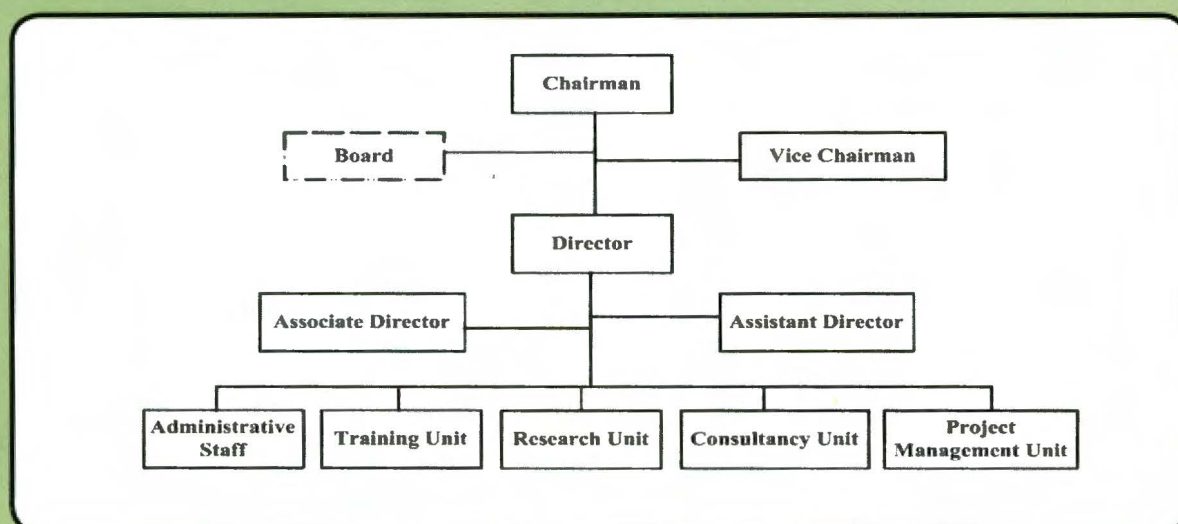 Chairman
Board
Vice Chairman
Director
Associate Director
Assistant Director
Administrative
Staff
Training Unit
Research Unit
Consultancy Unit
Project
Management Unit